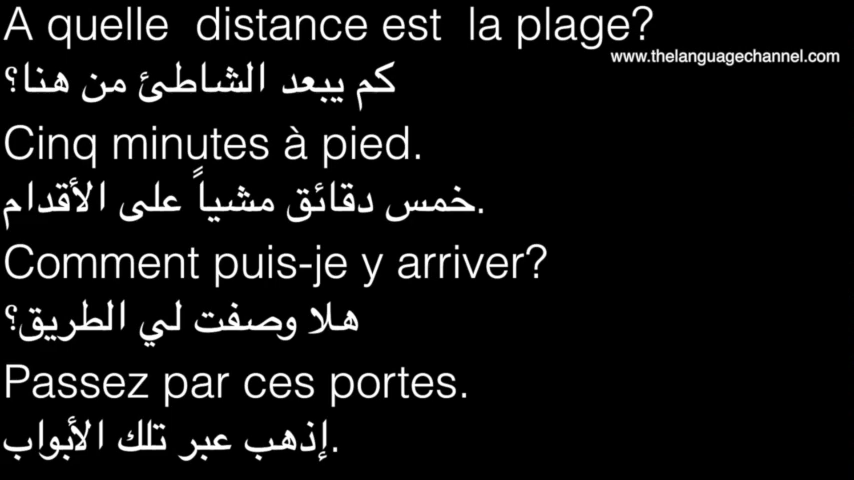 A quelle distance est la plage?
www.thelanguagechannel.com
كم يبعد الشاطئ من هنا؟
Cinq minutes à pied.
خمس دقائق مشياً على الأقدام.
Comment puis-je y arriver?
هلا وصفت لي الطريق؟
Passez par ces portes.
إذهب عبر تلك الأبواب.